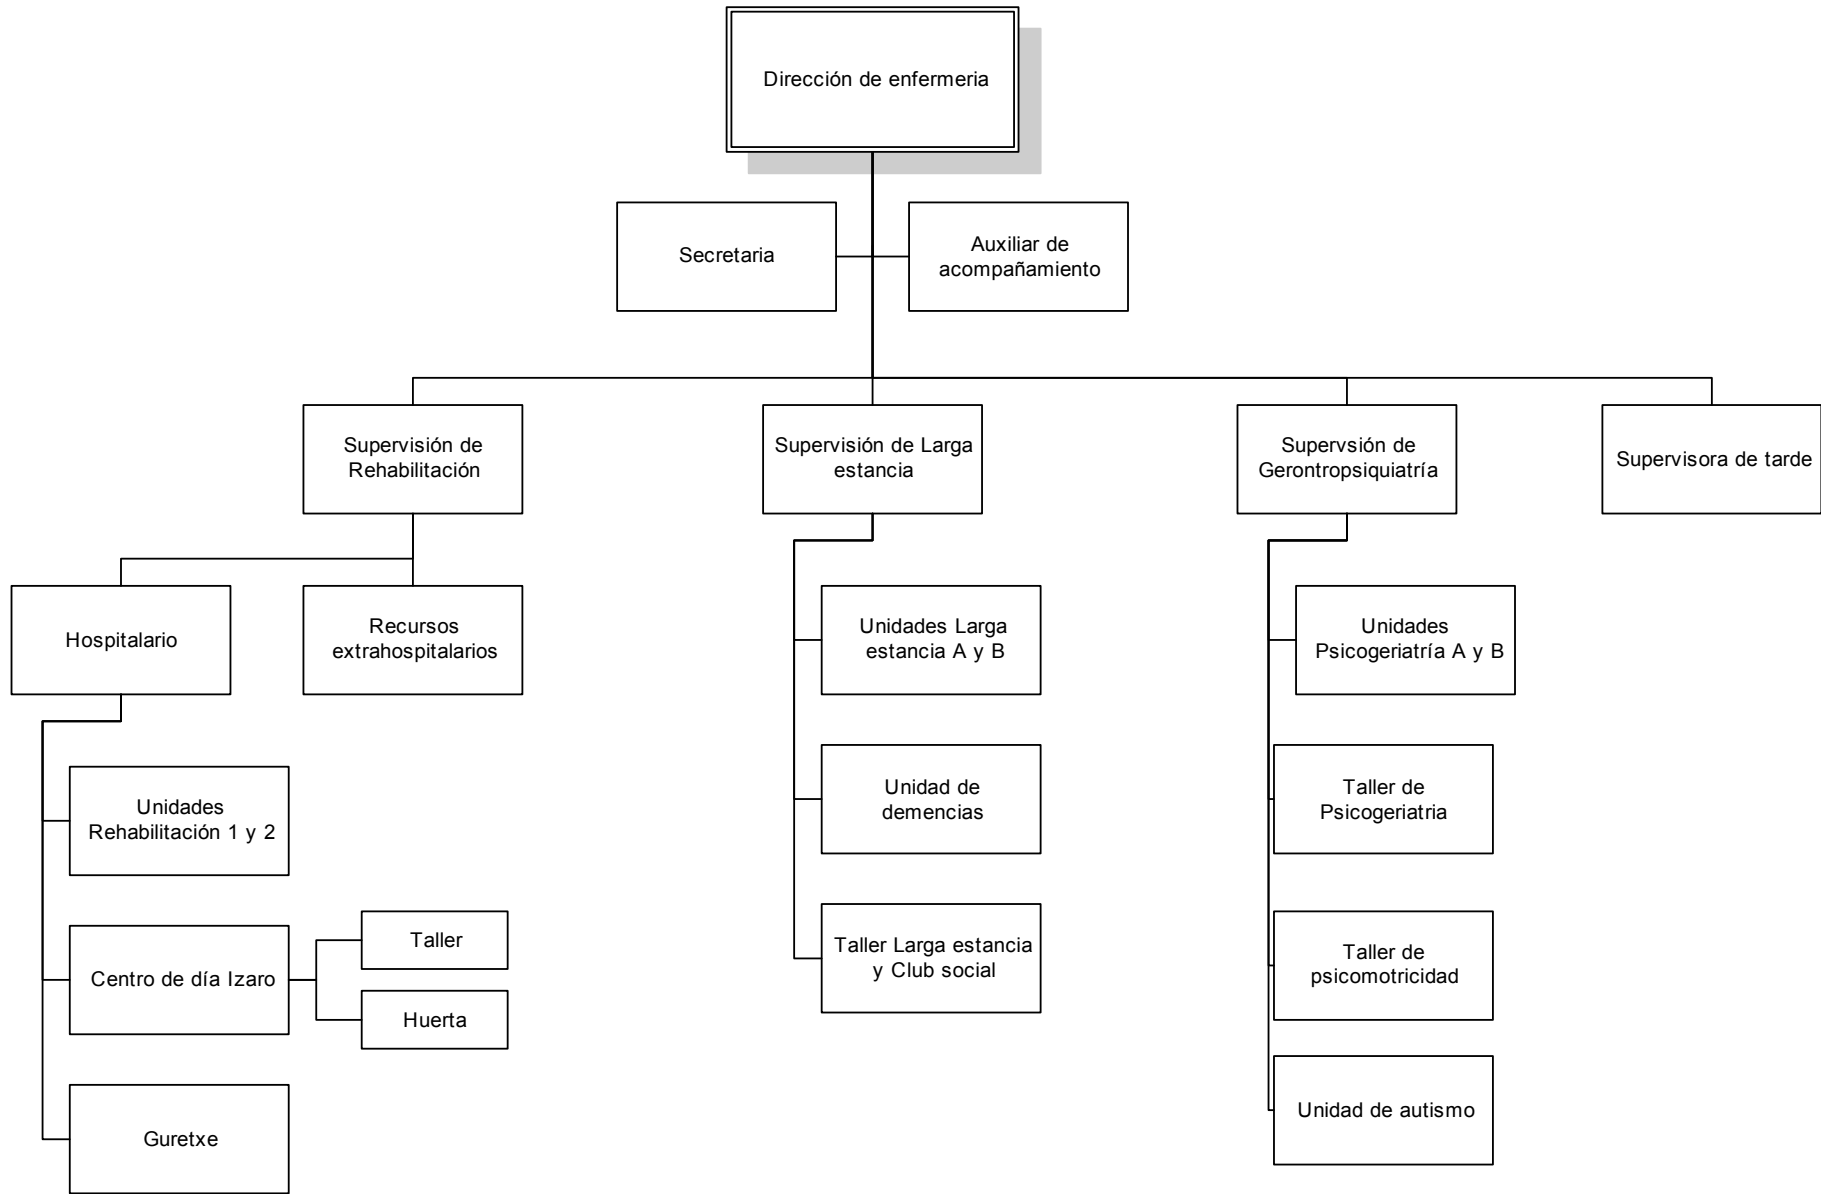 Dirección de enfermeria
Secretaria
Auxiliar de
acompañamiento
Supervisión de
Rehabilitación
Supervisión de Larga
estancia
Supervsión de
Gerontropsiquiatría
Supervisora de tarde
Hospitalario
Recursos
extrahospitalarios
Unidades Larga
estancia A y B
Unidades
Psicogeriatría A y B
Unidades
Rehabilitación 1 y 2
Unidad de
demencias
Taller de
Psicogeriatria
Centro de día Izaro
Taller
Huerta
Taller Larga estancia
y Club social
Taller de
psicomotricidad
Guretxe
Unidad de autismo